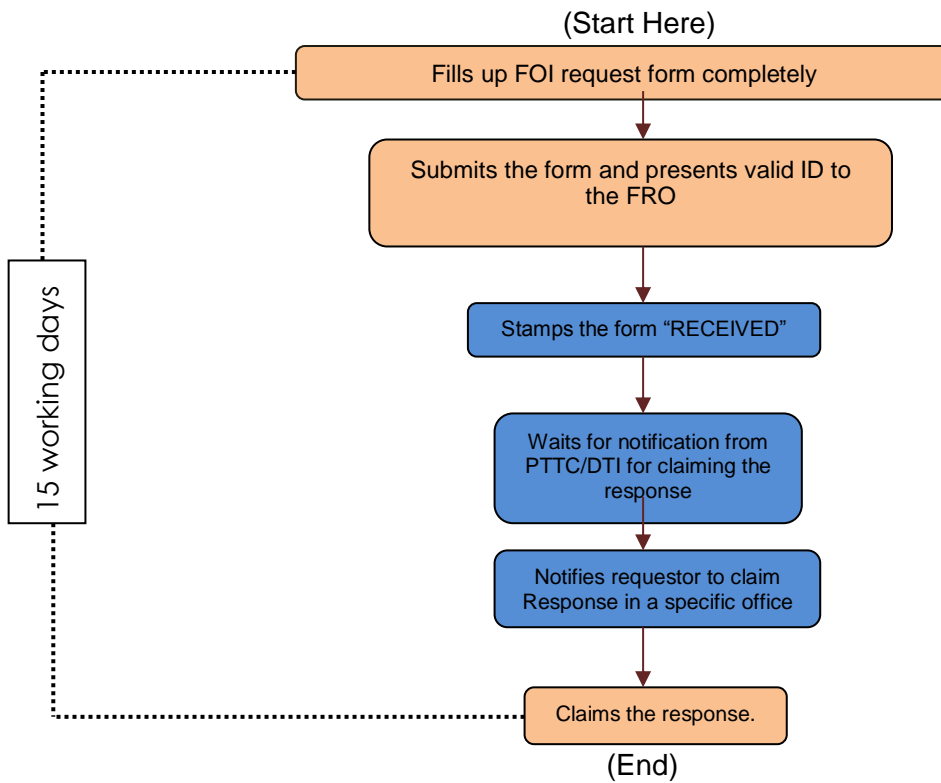 (Start Here)
Fills up FOI request form completely
Submits the form and presents valid ID to
the FRO
15 working days
Stamps the form “RECEIVED”
Waits for notification from
PTTC/DTI for claiming the
response
Notifies requestor to claim
Response in a specific office
Claims the response.
(End)